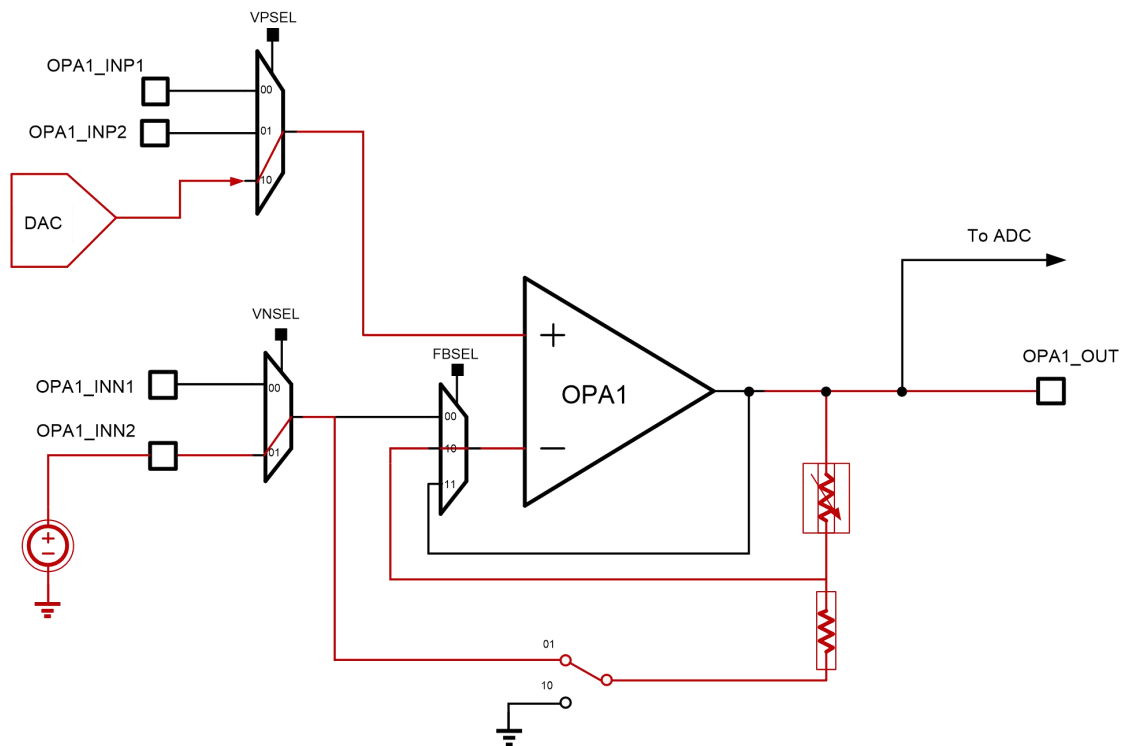 VPSEL
OPA1_INP1
00
OPA1_INP2
01
10
DAC
To ADC
VNSEL
FBSEL
OPA1_OUT
OPA1_INN1
00
OPA1
OPA1_INN2
00
01
10
11
01
10